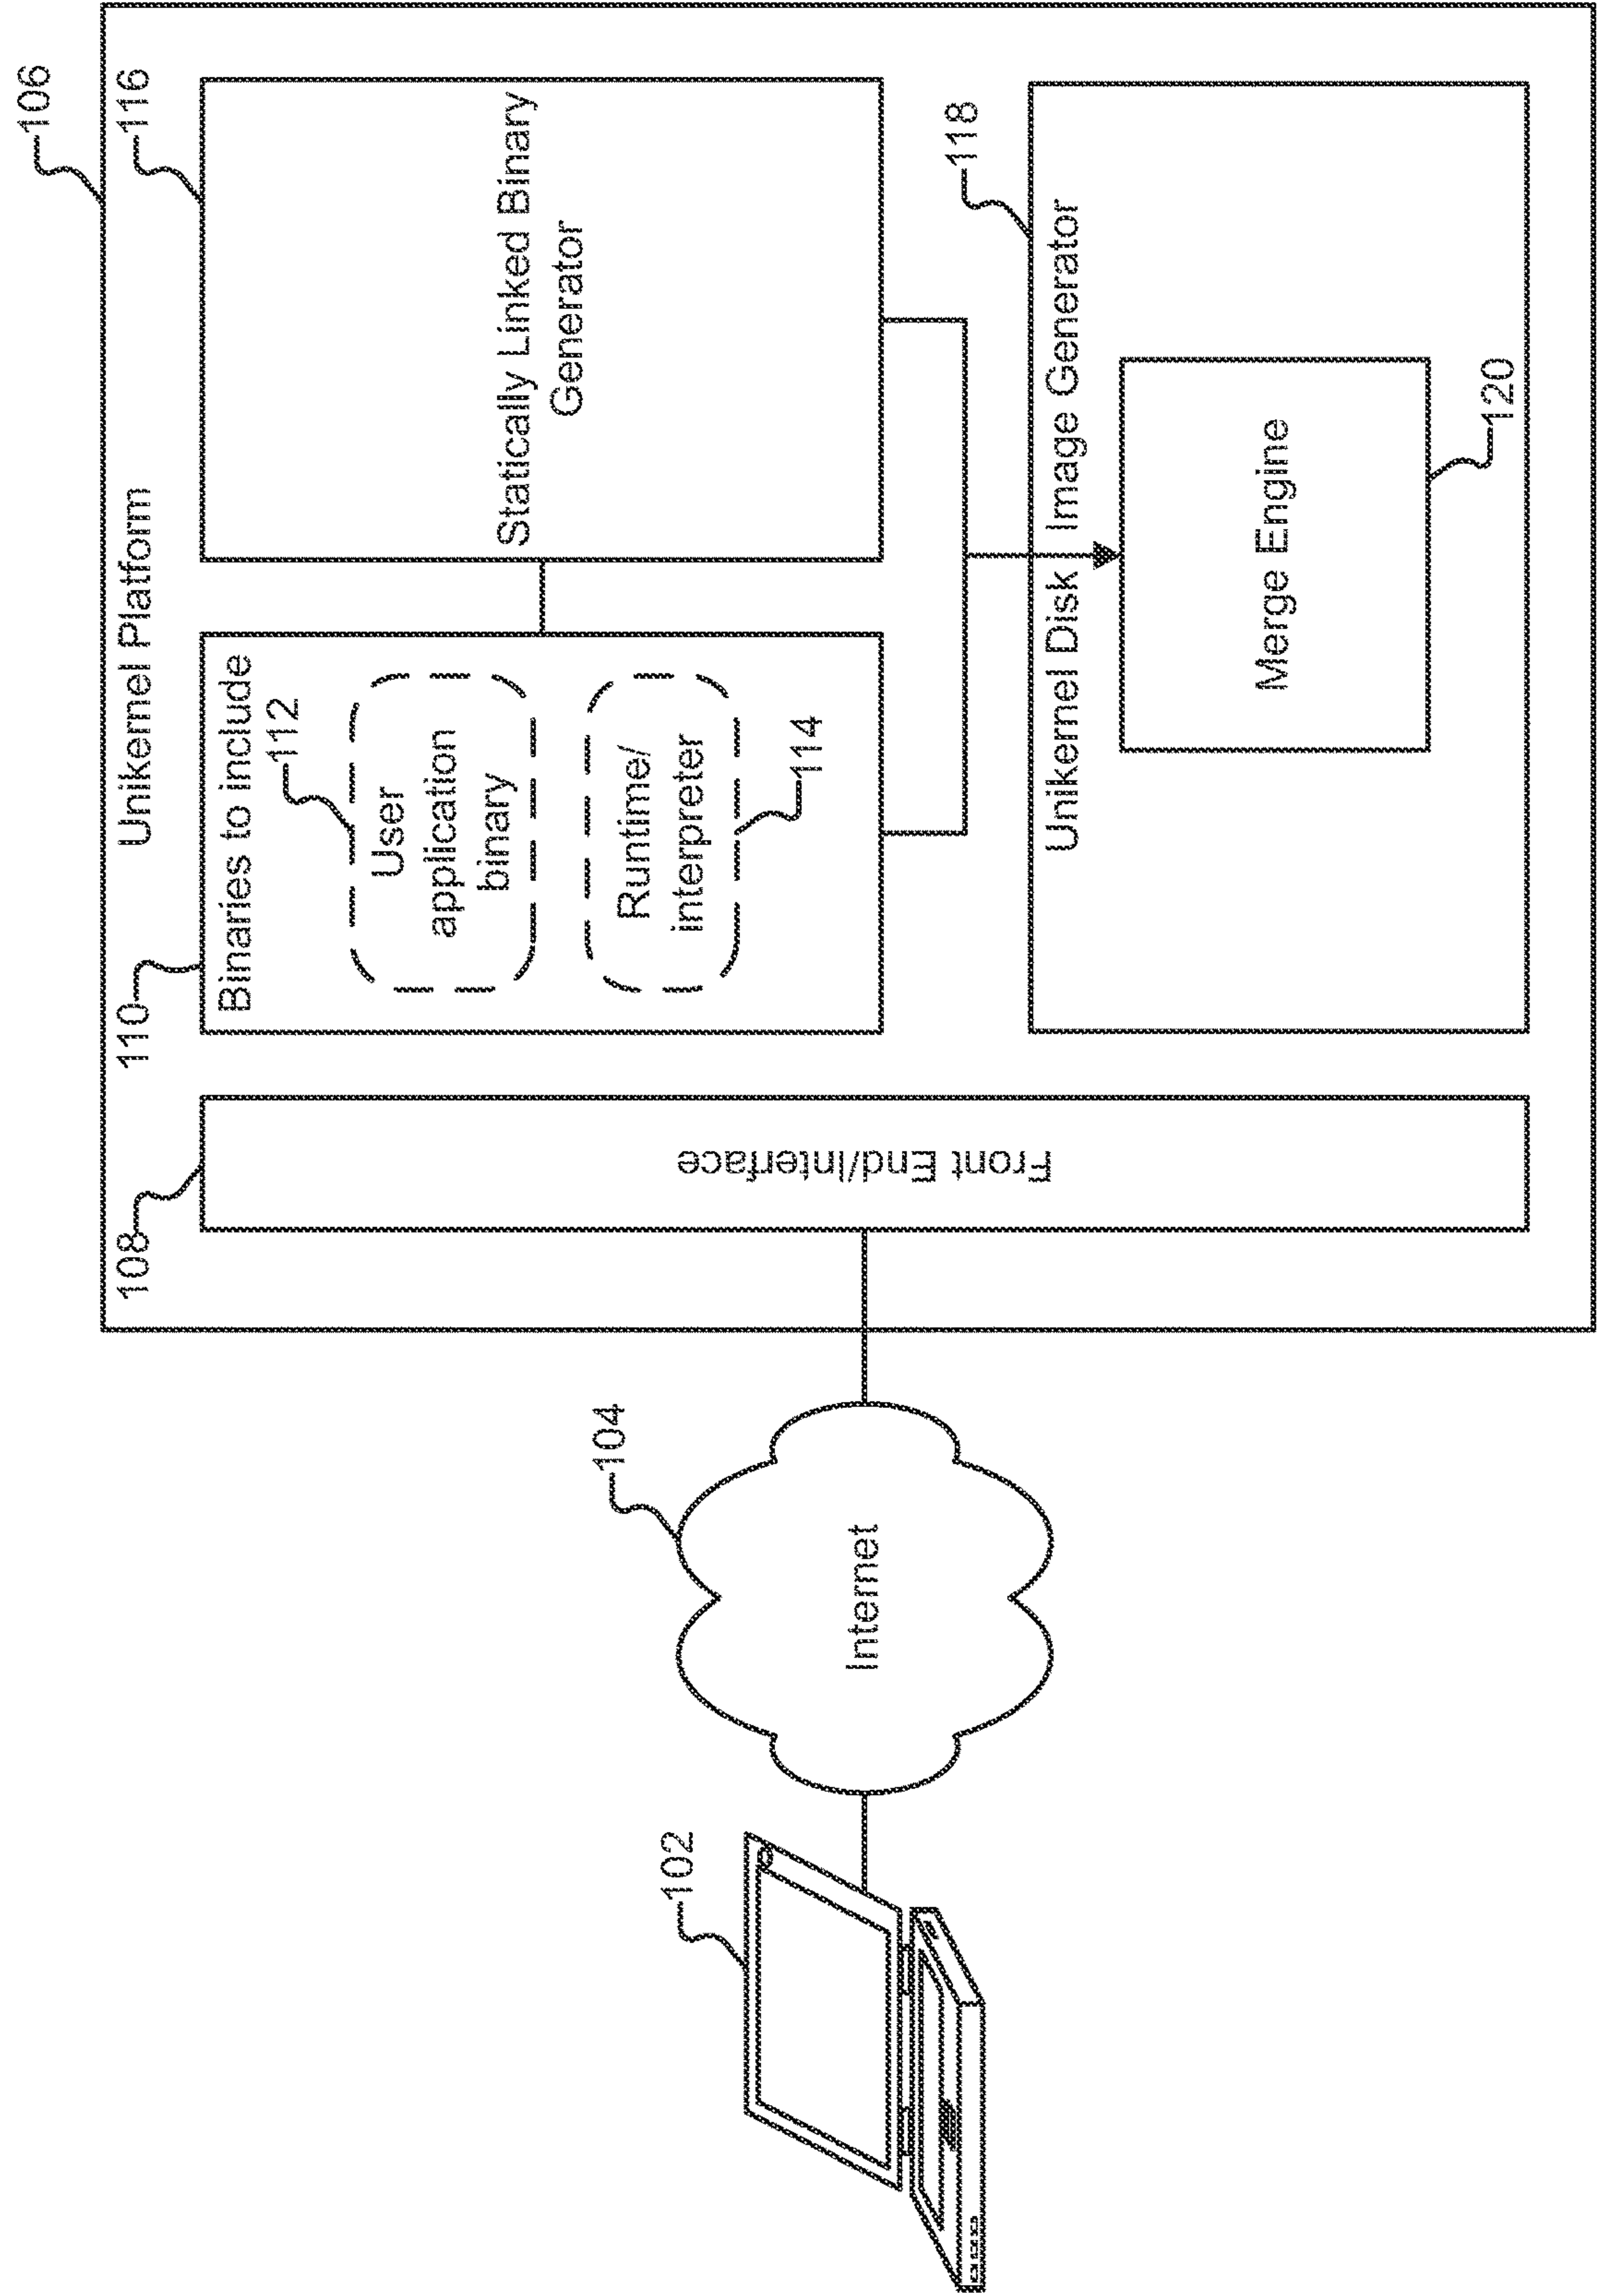 106
Unikernel Platform
108
110
116
Front End/Interface
Binaries to include
112
User
application
binary
Runtime/
interpreter
114
Statically Linked Binary
Generator
118
Unikernel Disk Image Generator
Merge Engine
120
104
Internet
102